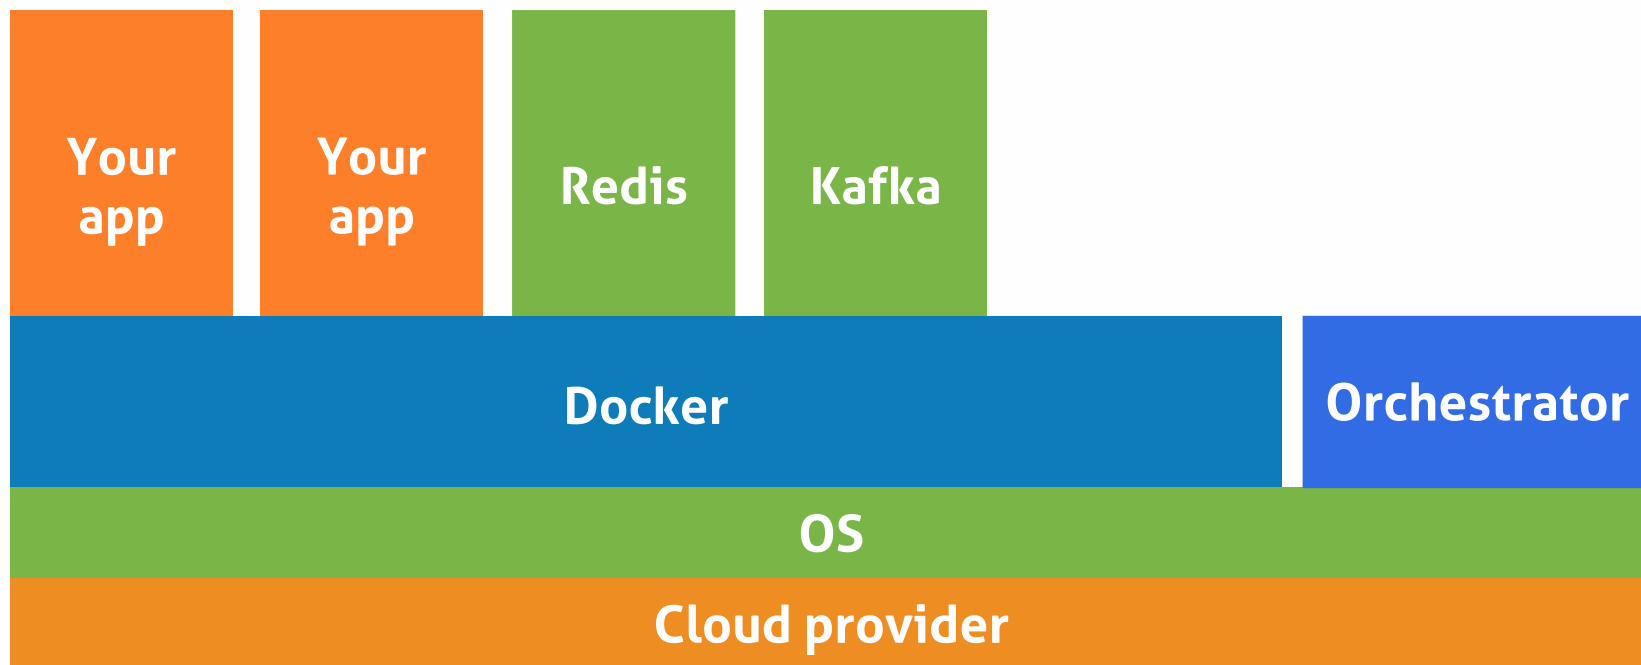 Your
app
Your
app
Redis
Kafka
Docker
Orchestrator
OS
Cloud provider